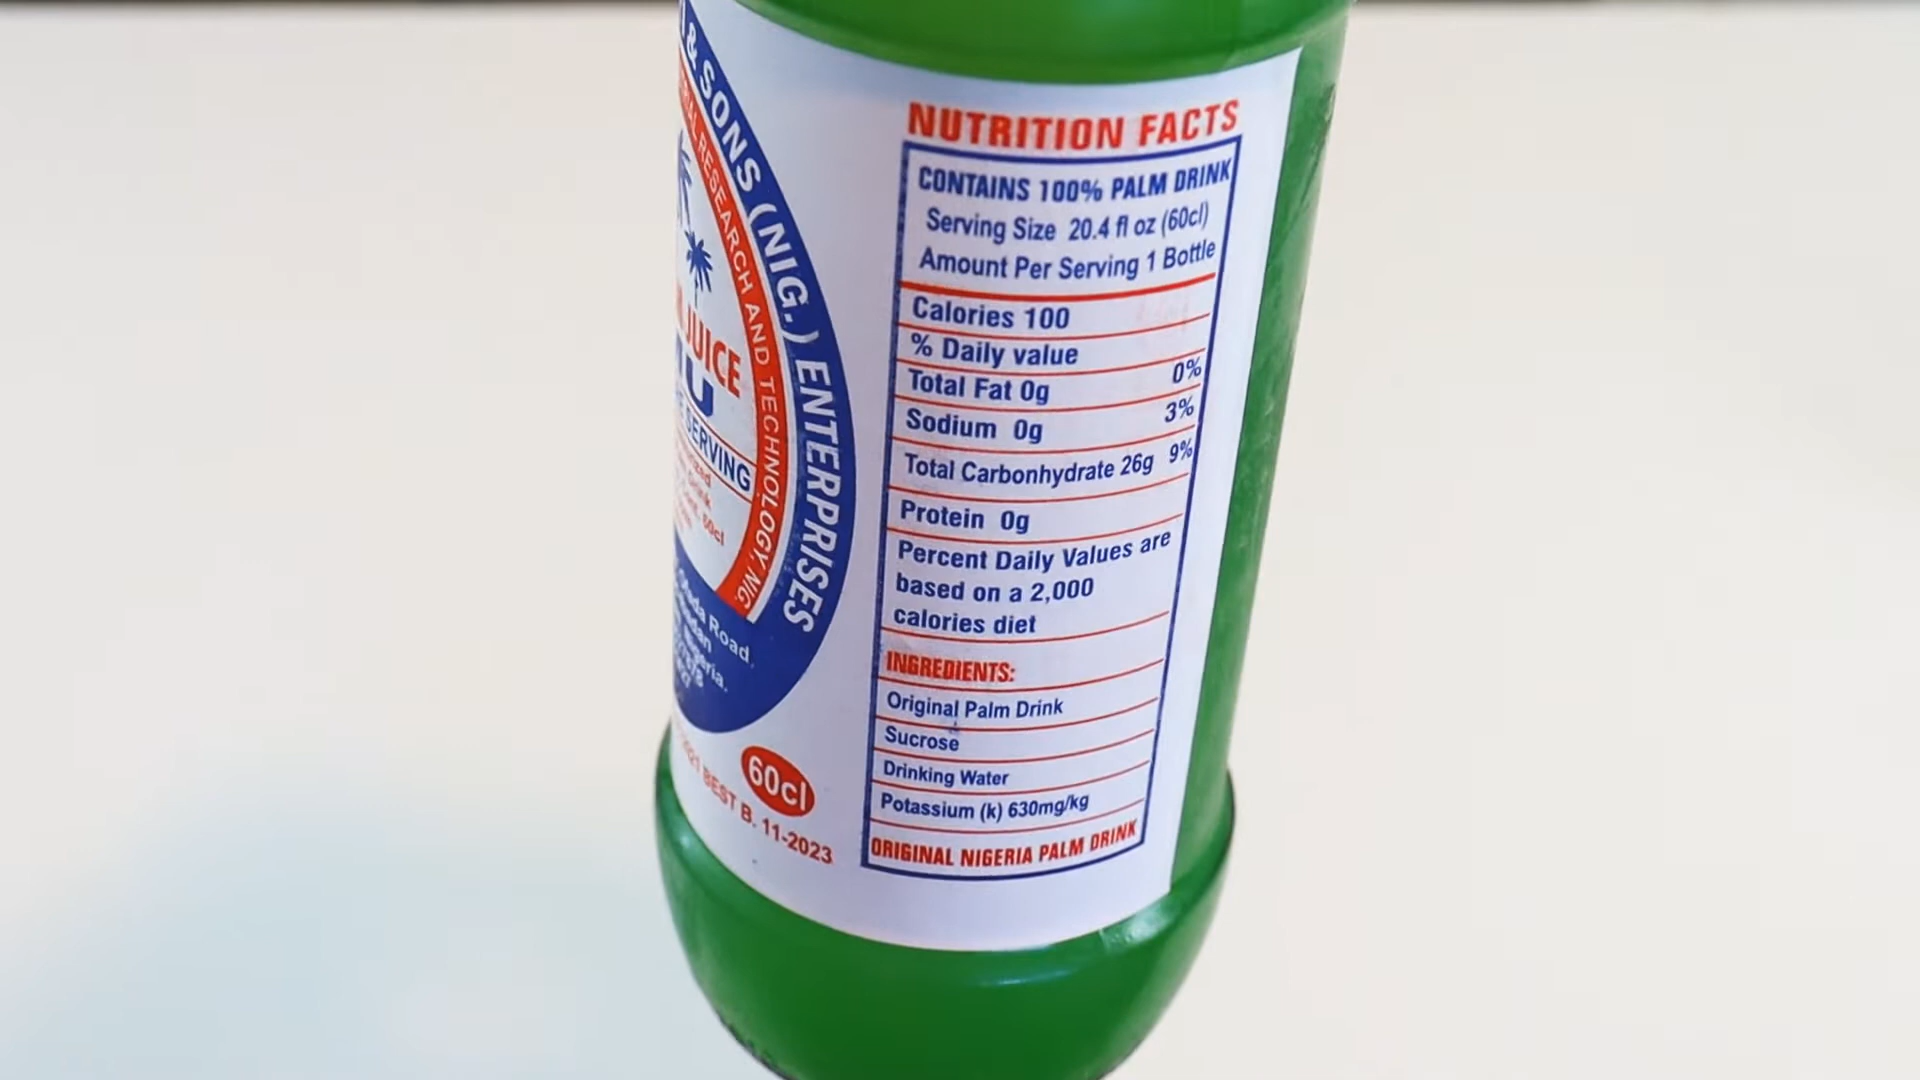 & SONS (NIG.) ENTERPRISES
RESEARCH AND TECHNOLOGY, NIG.
JUICE
SERVING
60cl
Road,
60cl
BEST B. 11-2023
NUTRITION FACTS
CONTAINS 100% PALM DRINK
Serving Size 20.4 fl oz (60cl)
Amount Per Serving 1 Bottle
Calories 100
% Daily value
Total Fat 0g 0%
Sodium 0g 3%
Total Carbonhydrate 26g 9%
Protein 0g
Percent Daily Values are
based on a 2,000
calories diet
INGREDIENTS:
Original Palm Drink
Sucrose
Drinking Water
Potassium (k) 630mg/kg
ORIGINAL NIGERIA PALM DRINK